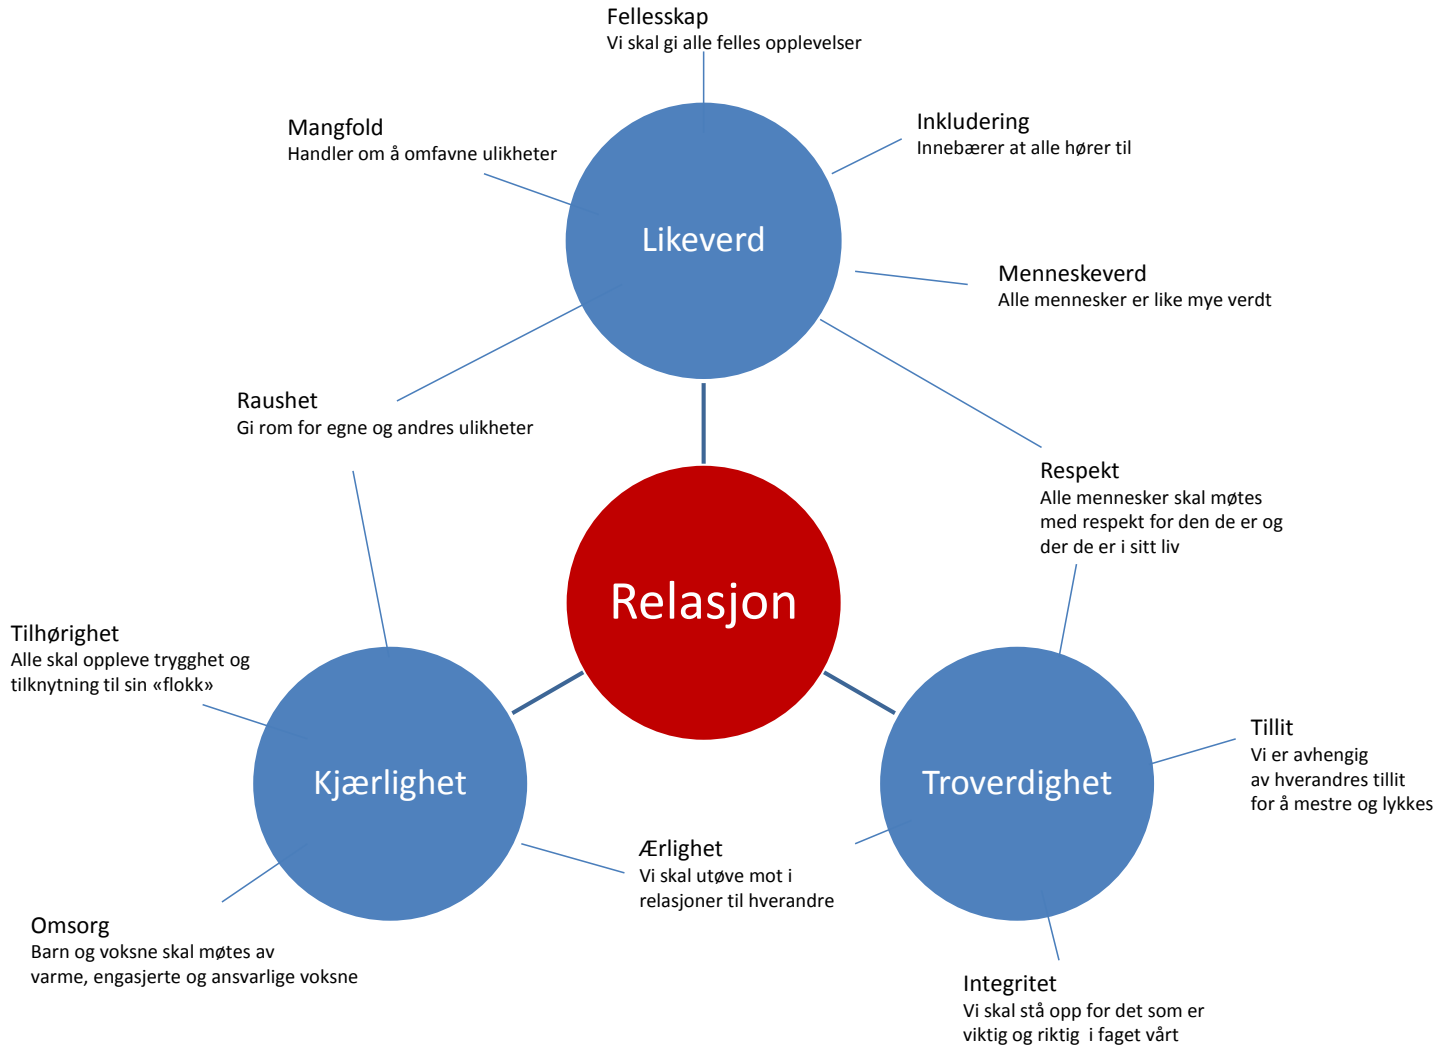 Fellesskap
Vi skal gi alle felles opplevelser
Mangfold
Handler om å omfavne ulikheter
Inkludering
Innebærer at alle hører til
Likeverd
Menneskeverd
Alle mennesker er like mye verdt
Raushet
Gi rom for egne og andres ulikheter
Respekt
Alle mennesker skal møtes
med respekt for den de er og
der de er i sitt liv
Relasjon
Tilhørighet
Alle skal oppleve trygghet og
tilknytning til sin «flokk»
Kjærlighet
Troverdighet
Tillit
Vi er avhengig
av hverandres tillit
for å mestre og lykkes
Ærlighet
Vi skal utøve mot i
relasjoner til hverandre
Omsorg
Barn og voksne skal møtes av
varme, engasjerte og ansvarlige voksne
Integritet
Vi skal stå opp for det som er
viktig og riktig  i faget vårt